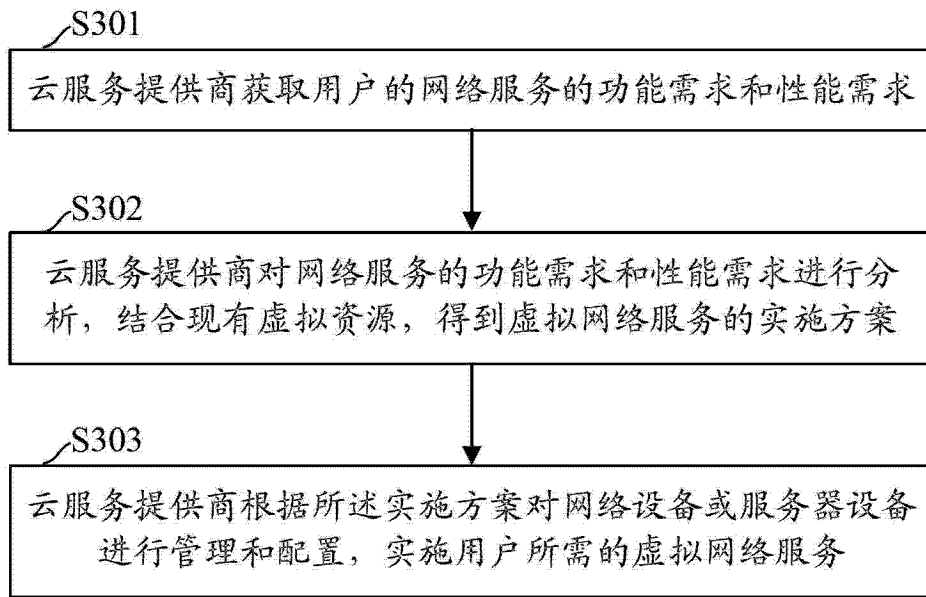 S301
云服务提供商获取用户的网络服务的功能需求和性能需求
S302
云服务提供商对网络服务的功能需求和性能需求进行分
析，结合现有虚拟资源，得到虚拟网络服务的实施方案
S303
云服务提供商根据所述实施方案对网络设备或服务器设备
进行管理和配置，实施用户所需的虚拟网络服务